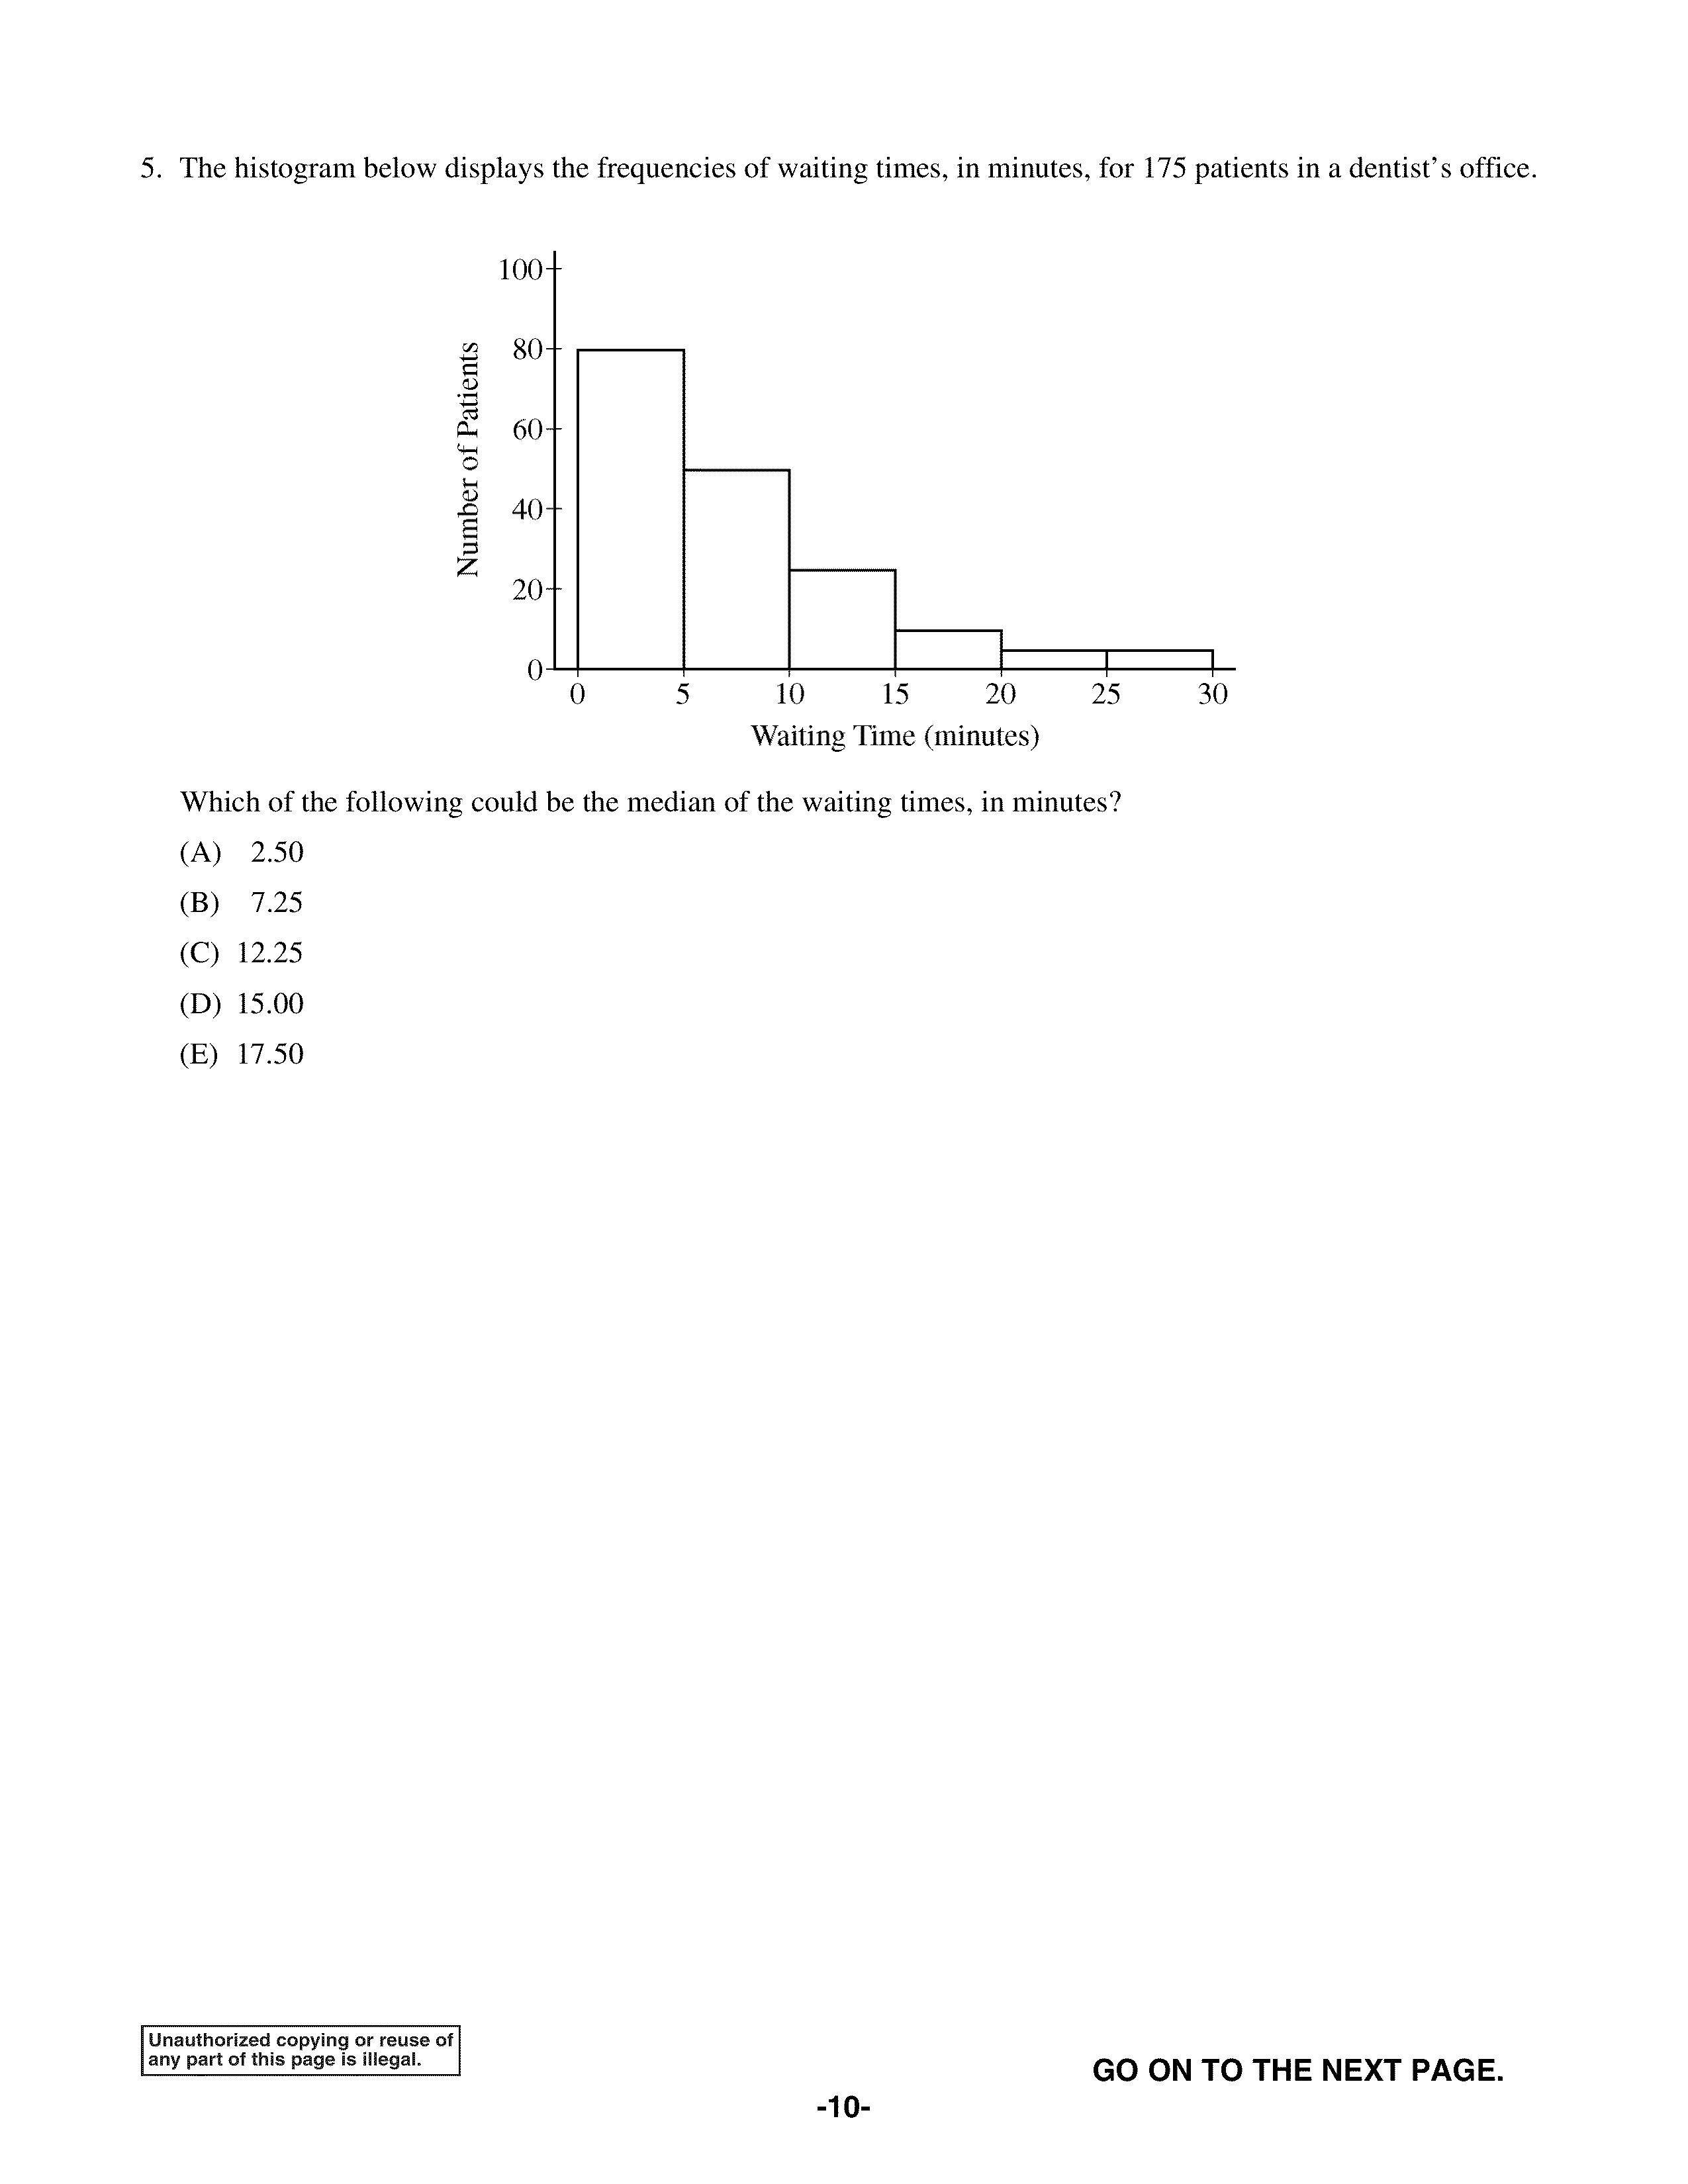 5. The histogram below displays the frequencies of waiting times, in minutes, for 175 patients in a dentist's office.
Number of Patients
100
80
60
40
20
0
0 5 10 15 20 25 30
Waiting Time (minutes)
Which of the following could be the median of the waiting times, in minutes?
(A) 2.50
(B) 7.25
(C) 12.25
(D) 15.00
(E) 17.50
Unauthorized copying or reuse of
any part of this page is illegal.
GO ON TO THE NEXT PAGE.
-10-